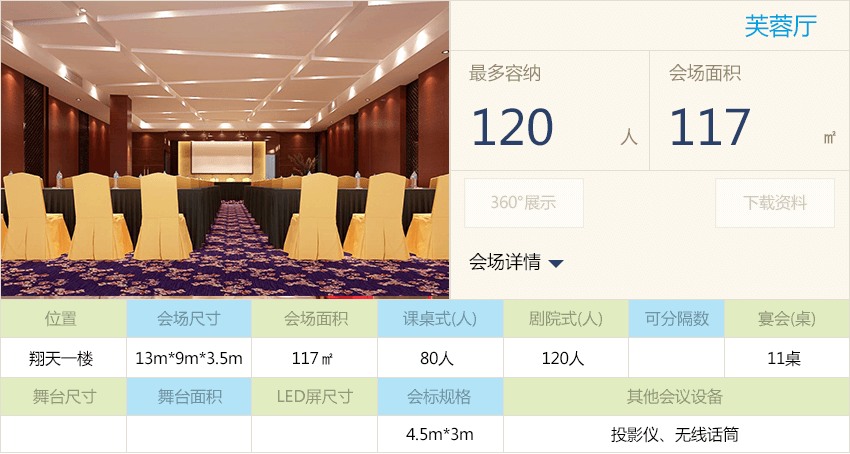 芙蓉厅
最多容纳 会场面积
120 人 117 ㎡
360°展示 下载资料
会场详情
位置 会场尺寸 会场面积 课桌式(人) 剧院式(人) 可分隔数 宴会(桌)
翔天一楼 13m*9m*3.5m 117㎡ 80人 120人 11桌
舞台尺寸 舞台面积 LED屏尺寸 会标规格 其他会议设备
4.5m*3m 投影仪、无线话筒